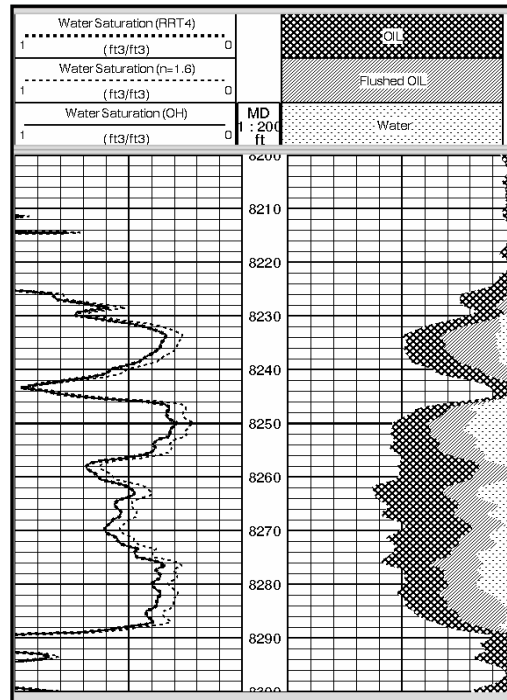 Water Saturation (RRT4)
1 (ft3/ft3) 0
Water Saturation (n=1.6)
1 (ft3/ft3) 0
Water Saturation (OH)
1 (ft3/ft3) 0
MD
1 : 200
ft
OIL
Flushed OIL
Water
8200
8210
8220
8230
8240
8250
8260
8270
8280
8290
8300